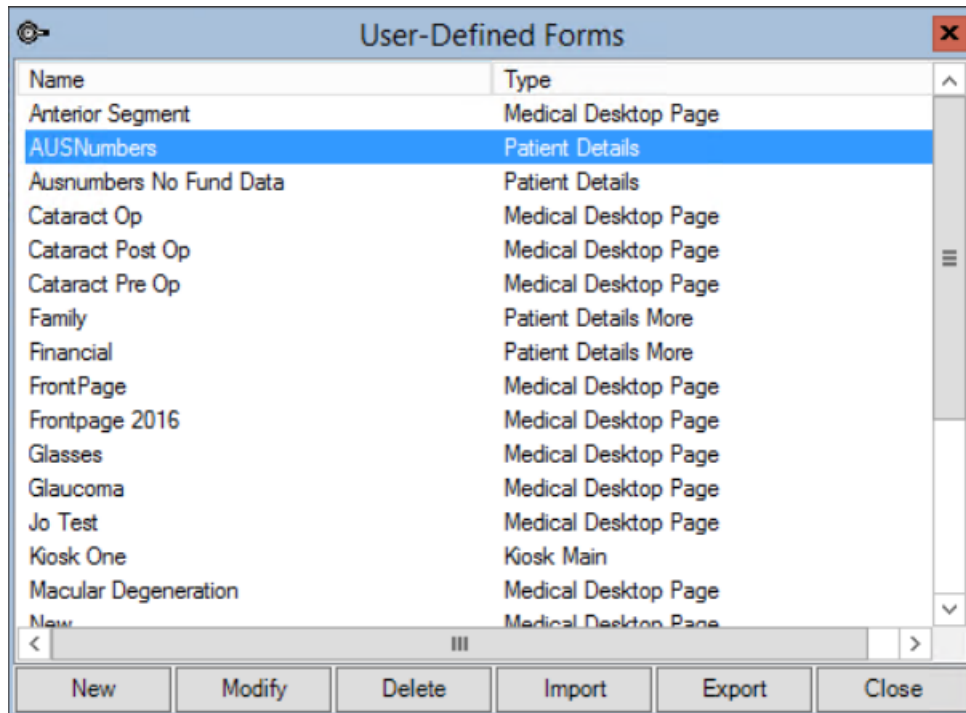 User-Defined Forms
Name Type
Anterior Segment Medical Desktop Page
AUSNumbers Patient Details
Ausnumbers No Fund Data Patient Details
Cataract Op Medical Desktop Page
Cataract Post Op Medical Desktop Page
Cataract Pre Op Medical Desktop Page
Family Patient Details More
Financial Patient Details More
FrontPage Medical Desktop Page
Frontpage 2016 Medical Desktop Page
Glasses Medical Desktop Page
Glaucoma Medical Desktop Page
Jo Test Medical Desktop Page
Kiosk One Kiosk Main
Macular Degeneration Medical Desktop Page
New Medical Desktop Page
New Modify Delete Import Export Close